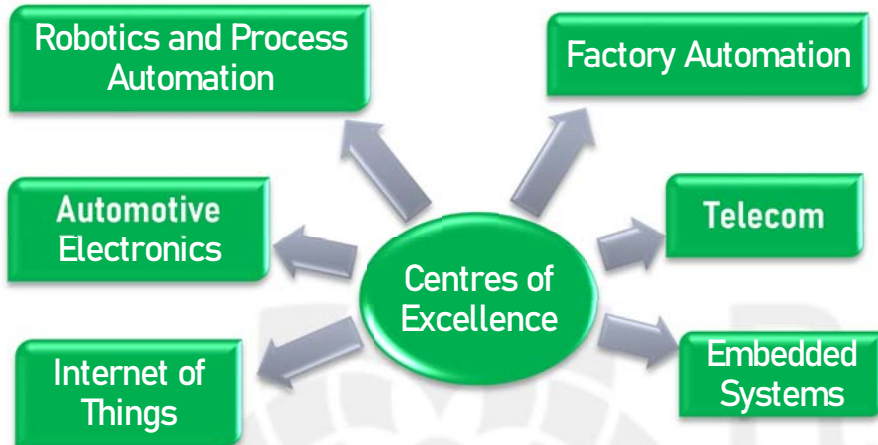 Robotics and Process
Automation
Factory Automation
Automotive
Electronics
Telecom
Centres of
Excellence
Internet of
Things
Embedded
Systems